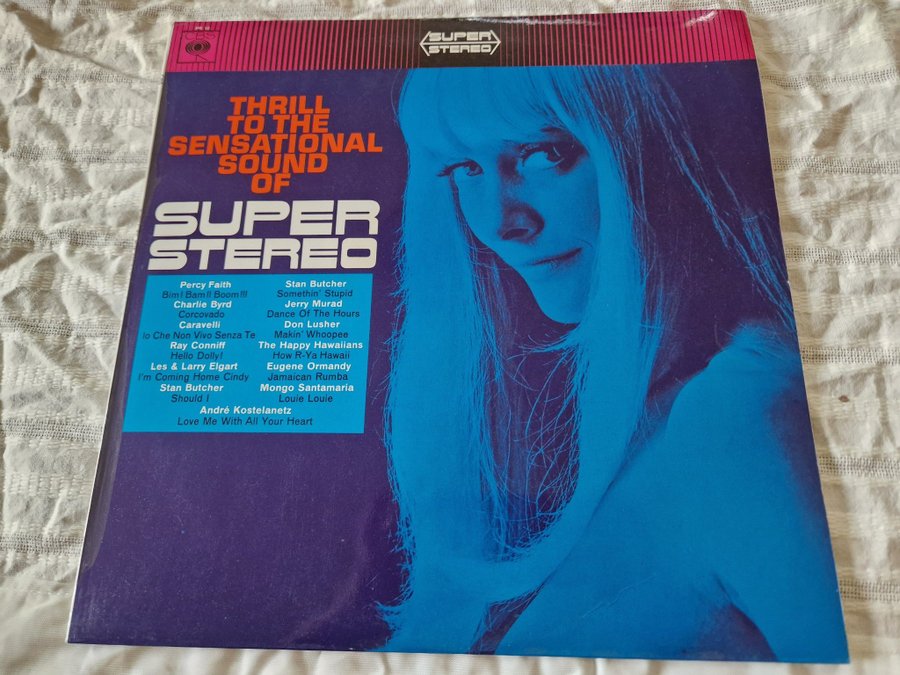 SUPER
STEREO
THRILL
TO THE
SENSATIONAL
SOUND
OF
SUPER
STEREO
Percy Faith
Bim! Bam!! Boom!!!
Charlie Byrd
Corcovado
Caravelli
Io Che Non Vivo Senza Te
Ray Conniff
Hello Dolly!
Les & Larry Elgart
I'm Coming Home Cindy
Stan Butcher
Should I
Stan Butcher
Somethin' Stupid
Jerry Murad
Dance Of The Hours
Don Lusher
Makin' Whoopee
The Happy Hawaiians
How R-Ya Hawaii
Eugene Ormandy
Jamaican Rumba
Mongo Santamaria
Louie Louie
André Kostelanetz
Love Me With All Your Heart